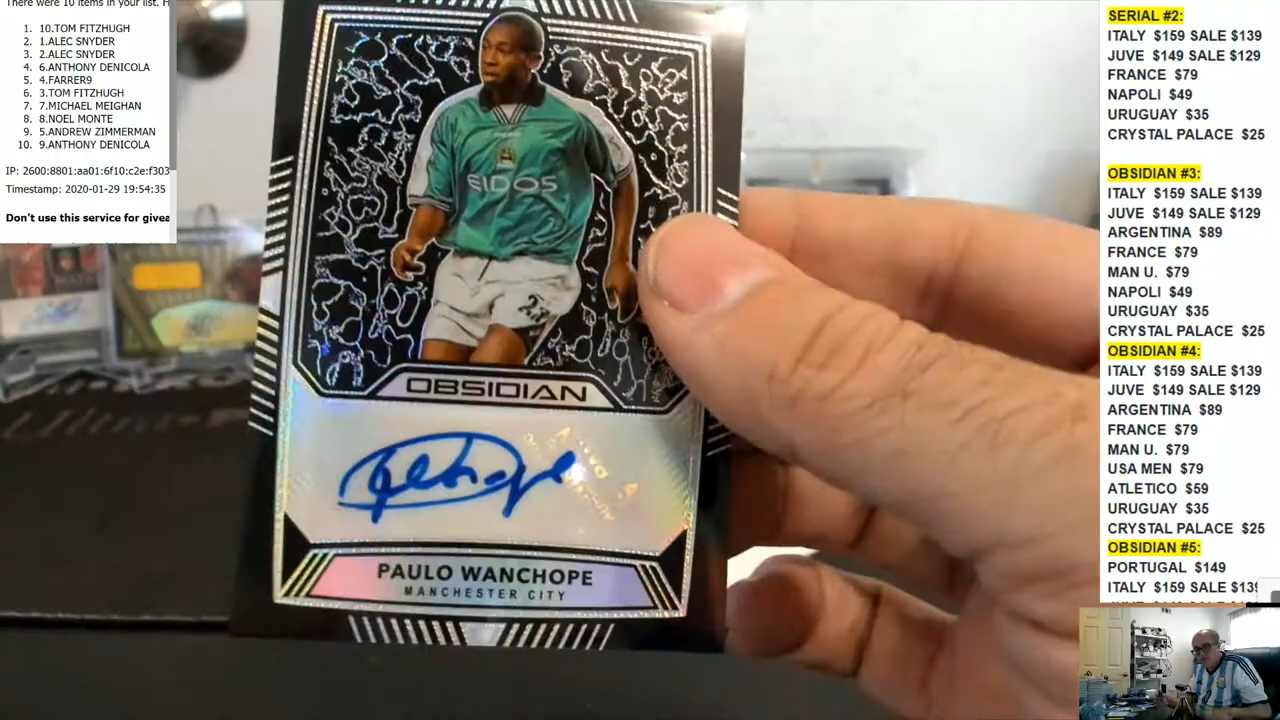 There were 10 items in your list. H
1. 10.TOM FITZHUGH
2. 1.ALEC SNYDER
3. 2.ALEC SNYDER
4. 6.ANTHONY DENICOLA
5. 4.FARRER9
6. 3.TOM FITZHUGH
7. 7.MICHAEL MEIGHAN
8. 8.NOEL MONTE
9. 5.ANDREW ZIMMERMAN
10. 9.ANTHONY DENICOLA
IP: 2600:8801:aa01:6f10:c2e:f303
Timestamp: 2020-01-29 19:54:35
Don't use this service for givea
EIDOS
OBSIDIAN
PAULO WANCHOPE
MANCHESTER CITY
SERIAL #2:
ITALY $159 SALE $139
JUVE $149 SALE $129
FRANCE $79
NAPOLI $49
URUGUAY $35
CRYSTAL PALACE $25
OBSIDIAN #3:
ITALY $159 SALE $139
JUVE $149 SALE $129
ARGENTINA $89
FRANCE $79
MAN U. $79
NAPOLI $49
URUGUAY $35
CRYSTAL PALACE $25
OBSIDIAN #4:
ITALY $159 SALE $139
JUVE $149 SALE $129
ARGENTINA $89
FRANCE $79
MAN U. $79
USA MEN $79
ATLETICO $59
URUGUAY $35
CRYSTAL PALACE $25
OBSIDIAN #5:
PORTUGAL $149
ITALY $159 SALE $139